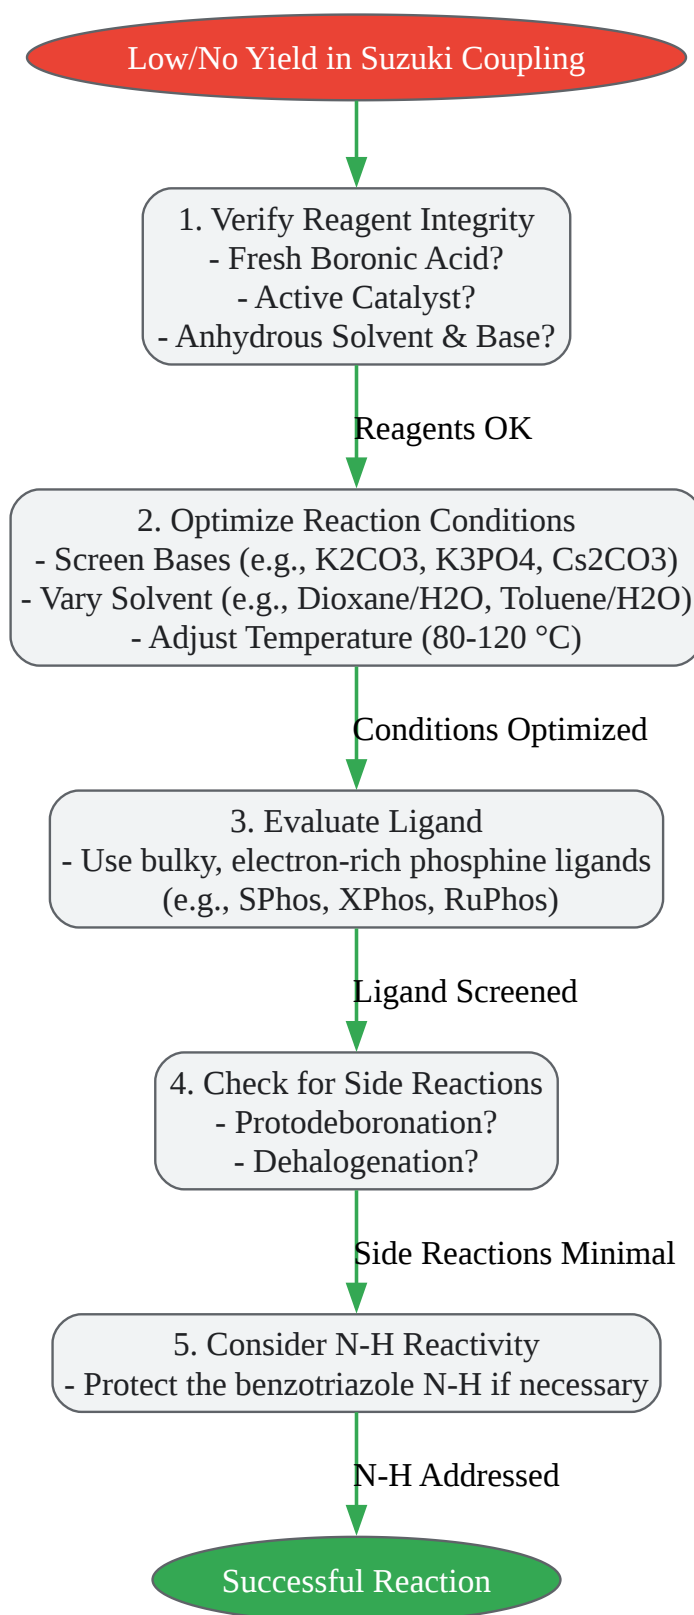 Low/No Yield in Suzuki Coupling
1. Verify Reagent Integrity
- Fresh Boronic Acid?
- Active Catalyst?
- Anhydrous Solvent & Base?
Reagents OK
2. Optimize Reaction Conditions
- Screen Bases (e.g., K2CO3, K3PO4, Cs2CO3)
- Vary Solvent (e.g., Dioxane/H2O, Toluene/H2O)
- Adjust Temperature (80-120 °C)
Conditions Optimized
3. Evaluate Ligand
- Use bulky, electron-rich phosphine ligands
(e.g., SPhos, XPhos, RuPhos)
Ligand Screened
4. Check for Side Reactions
- Protodeboronation?
- Dehalogenation?
Side Reactions Minimal
5. Consider N-H Reactivity
- Protect the benzotriazole N-H if necessary
N-H Addressed
Successful Reaction